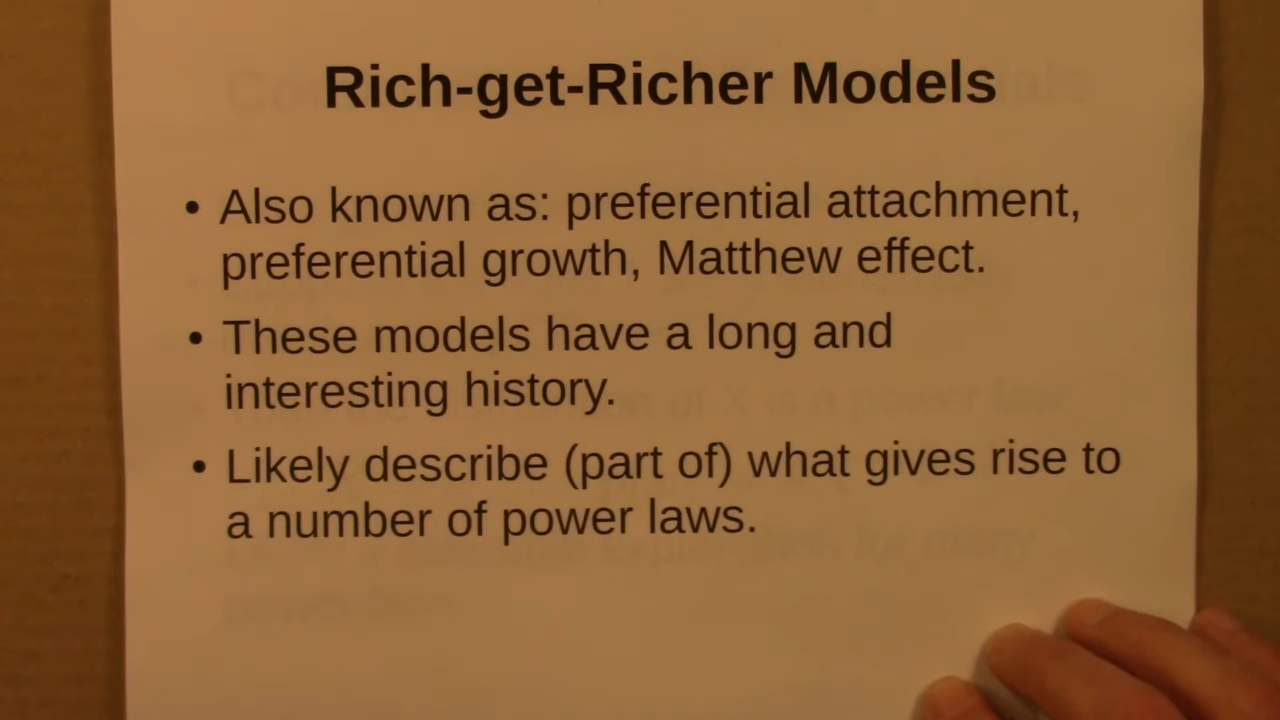 Rich-get-Richer Models
• Also known as: preferential attachment,
preferential growth, Matthew effect.
• These models have a long and
interesting history.
• Likely describe (part of) what gives rise to
a number of power laws.